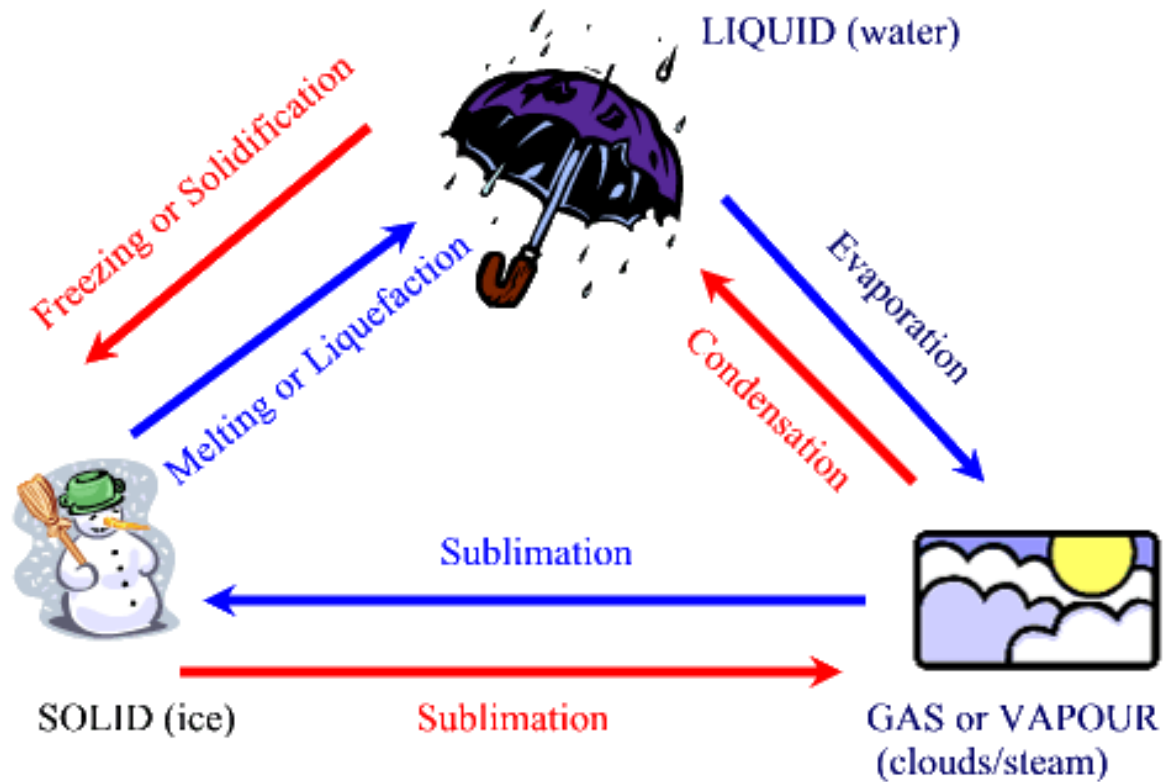 LIQUID (water)
Freezing or Solidification
Melting or Liquefaction
Evaporation
Condensation
Sublimation
Sublimation
SOLID (ice)
GAS or VAPOUR
(clouds/steam)